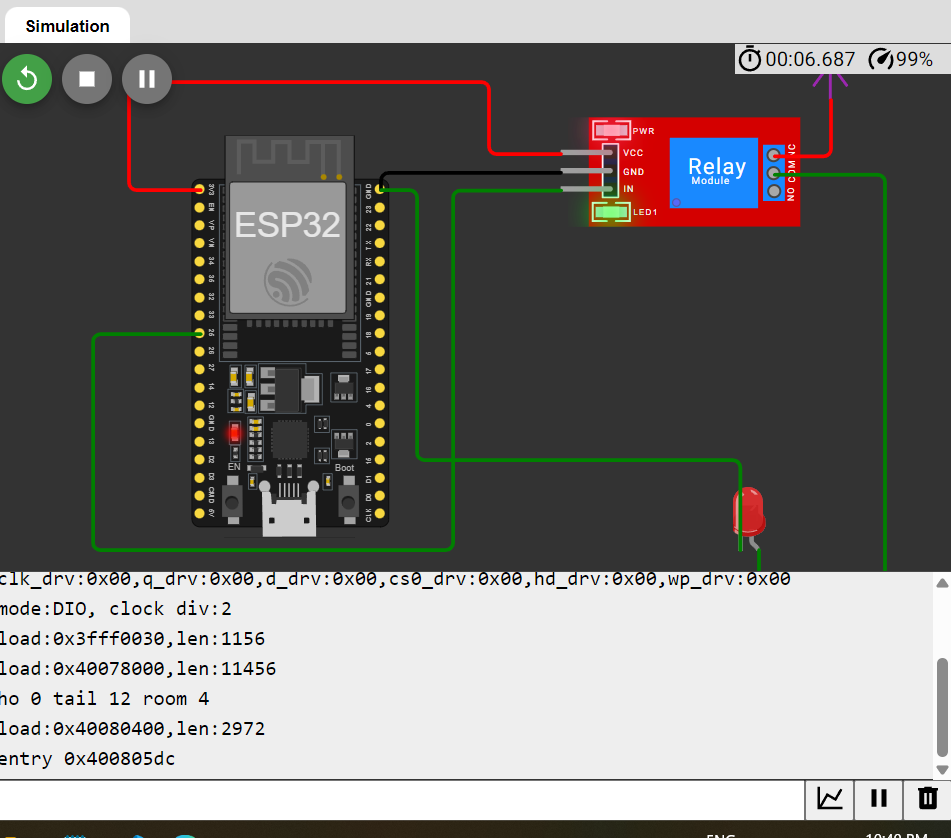 Simulation
00:06.687 99%
PWR
VCC
GND
IN
LED1
Relay
Module
NO COM NC
ESP32
3V3
EN
VP
VN
34
35
32
33
27
14
12
GND
13
D2
D3
CMD
5V
GND
23
22
TX
RX
21
GND
19
18
5
17
16
4
0
2
15
D1
D0
CLK
EN
Boot
clk_drv:0x00,q_drv:0x00,d_drv:0x00,cs0_drv:0x00,hd_drv:0x00,wp_drv:0x00
mode:DIO, clock div:2
load:0x3fff0030,len:1156
load:0x40078000,len:11456
ho 0 tail 12 room 4
load:0x40080400,len:2972
entry 0x400805dc